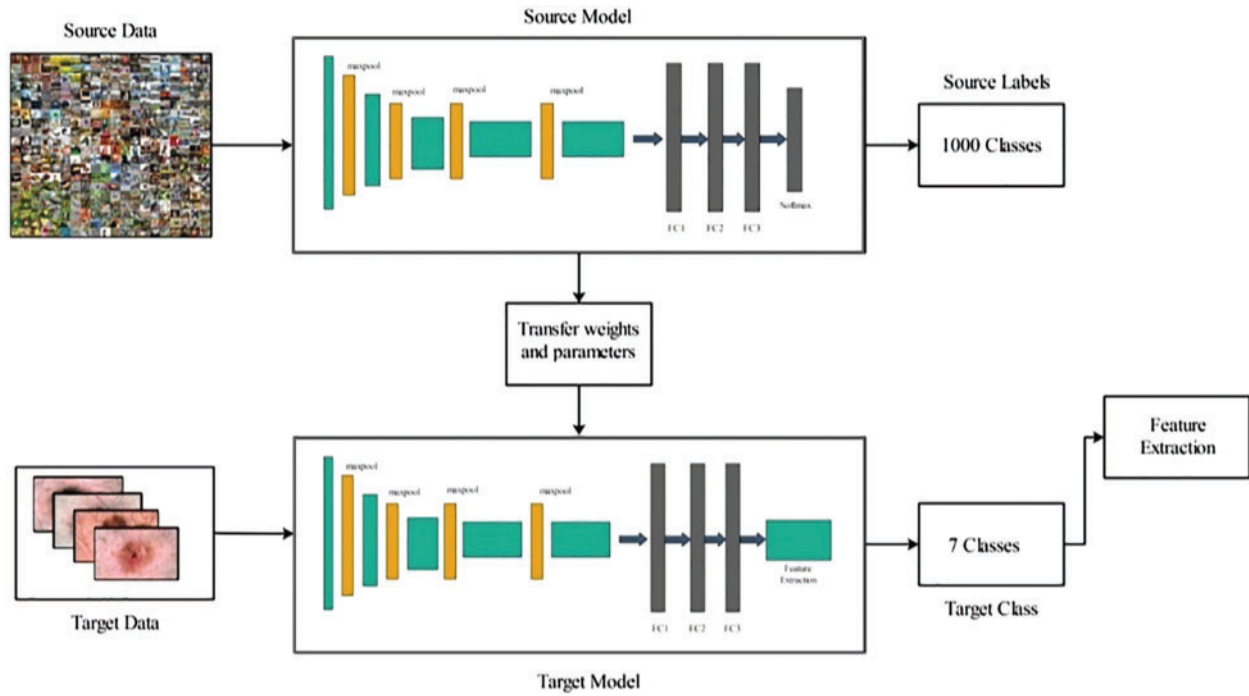 Source Model
Source Data
maxpool
maxpool
maxpool
maxpool
Source Labels
1000 Classes
Softmax
FC1
FC2
FC3
Transfer weights
and parameters
Feature
Extraction
maxpool
maxpool
maxpool
maxpool
7 Classes
Feature
Extraction
Target Class
Target Data
FC1
FC2
FC3
Target Model